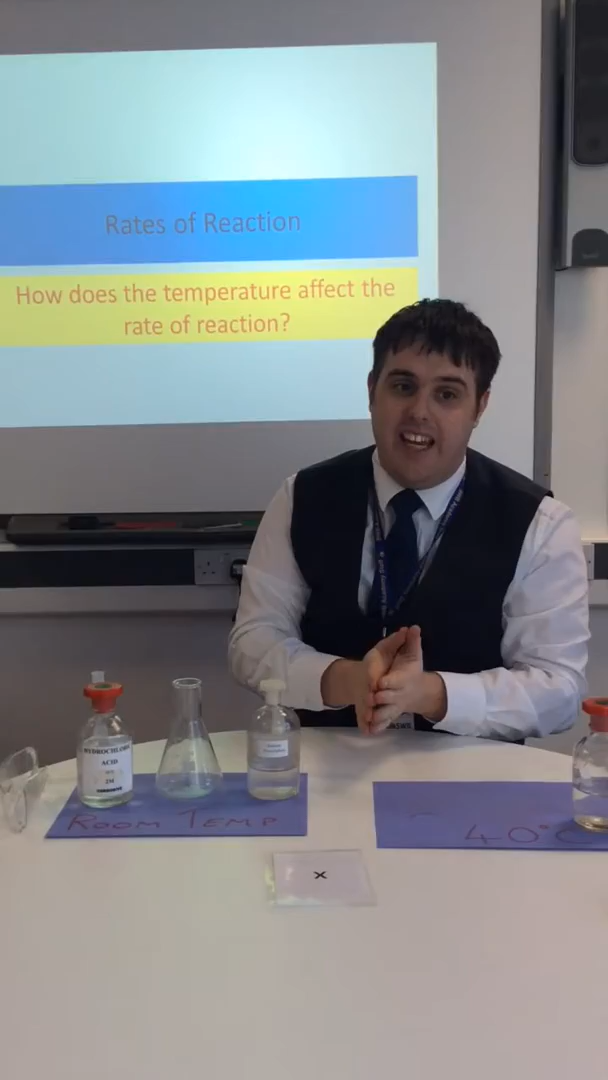 Rates of Reaction
How does the temperature affect the
rate of reaction?
HYDROCHLORIC
ACID
2M
ROOM TEMP
40°C
x